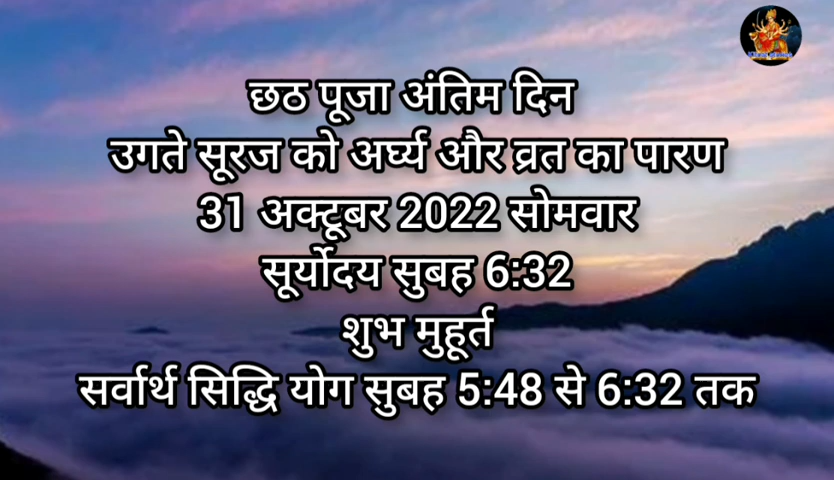 छठ पूजा अंतिम दिन
उगते सूरज को अर्घ्य और व्रत का पारण
31 अक्टूबर 2022 सोमवार
सूर्योदय सुबह 6:32
शुभ मुहूर्त
सर्वार्थ सिद्धि योग सुबह 5:48 से 6:32 तक